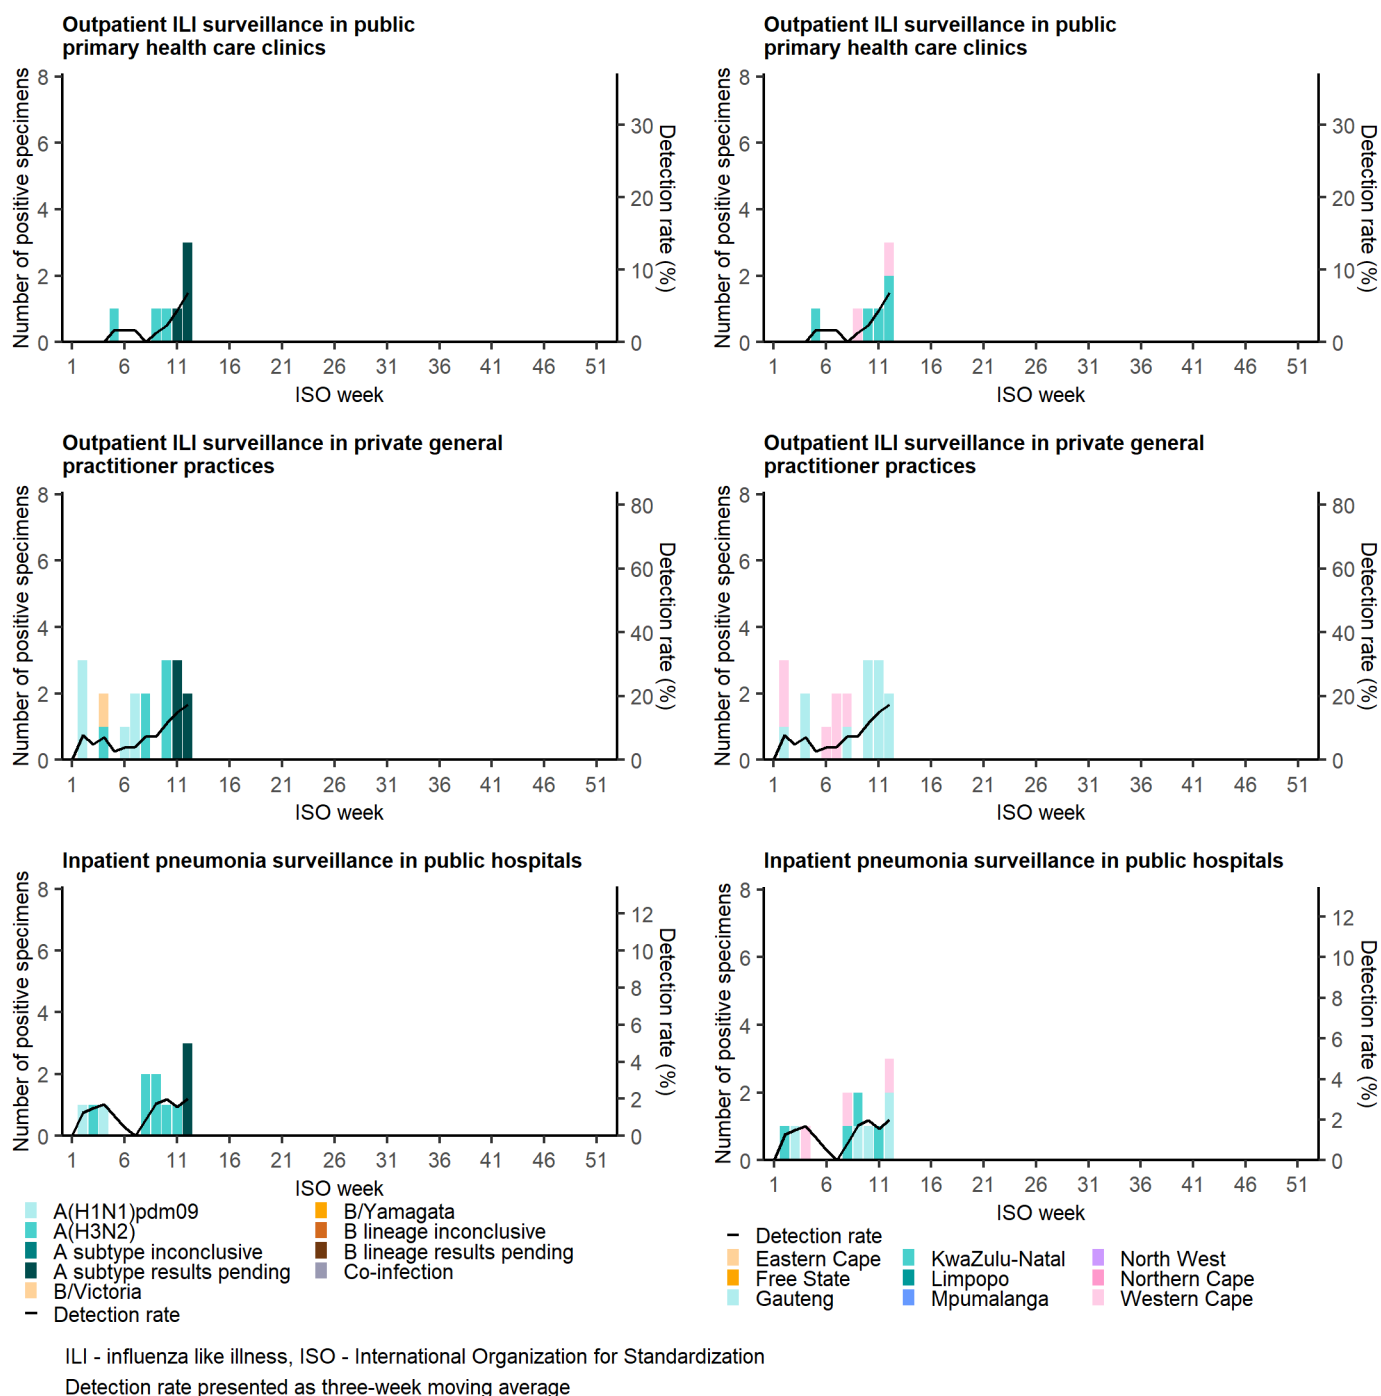 Outpatient ILI surveillance in public
primary health care clinics
Number of positive specimens
8
6
4
2
0
30
20
10
0
Detection rate (%)
1 6 11 16 21 26 31 36 41 46 51
ISO week
Outpatient ILI surveillance in public
primary health care clinics
Number of positive specimens
8
6
4
2
0
30
20
10
0
Detection rate (%)
1 6 11 16 21 26 31 36 41 46 51
ISO week
Outpatient ILI surveillance in private general
practitioner practices
Number of positive specimens
8
6
4
2
0
80
60
40
20
0
Detection rate (%)
1 6 11 16 21 26 31 36 41 46 51
ISO week
Outpatient ILI surveillance in private general
practitioner practices
Number of positive specimens
8
6
4
2
0
80
60
40
20
0
Detection rate (%)
1 6 11 16 21 26 31 36 41 46 51
ISO week
Inpatient pneumonia surveillance in public hospitals
Number of positive specimens
8
6
4
2
0
12
10
8
6
4
2
0
Detection rate (%)
1 6 11 16 21 26 31 36 41 46 51
ISO week
A(H1N1)pdm09
A(H3N2)
A subtype inconclusive
A subtype results pending
B/Victoria
Detection rate
B/Yamagata
B lineage inconclusive
B lineage results pending
Co-infection
Inpatient pneumonia surveillance in public hospitals
Number of positive specimens
8
6
4
2
0
12
10
8
6
4
2
0
Detection rate (%)
1 6 11 16 21 26 31 36 41 46 51
ISO week
Detection rate
Eastern Cape
Free State
Gauteng
KwaZulu-Natal
Limpopo
Mpumalanga
North West
Northern Cape
Western Cape
ILI - influenza like illness, ISO - International Organization for Standardization
Detection rate presented as three-week moving average